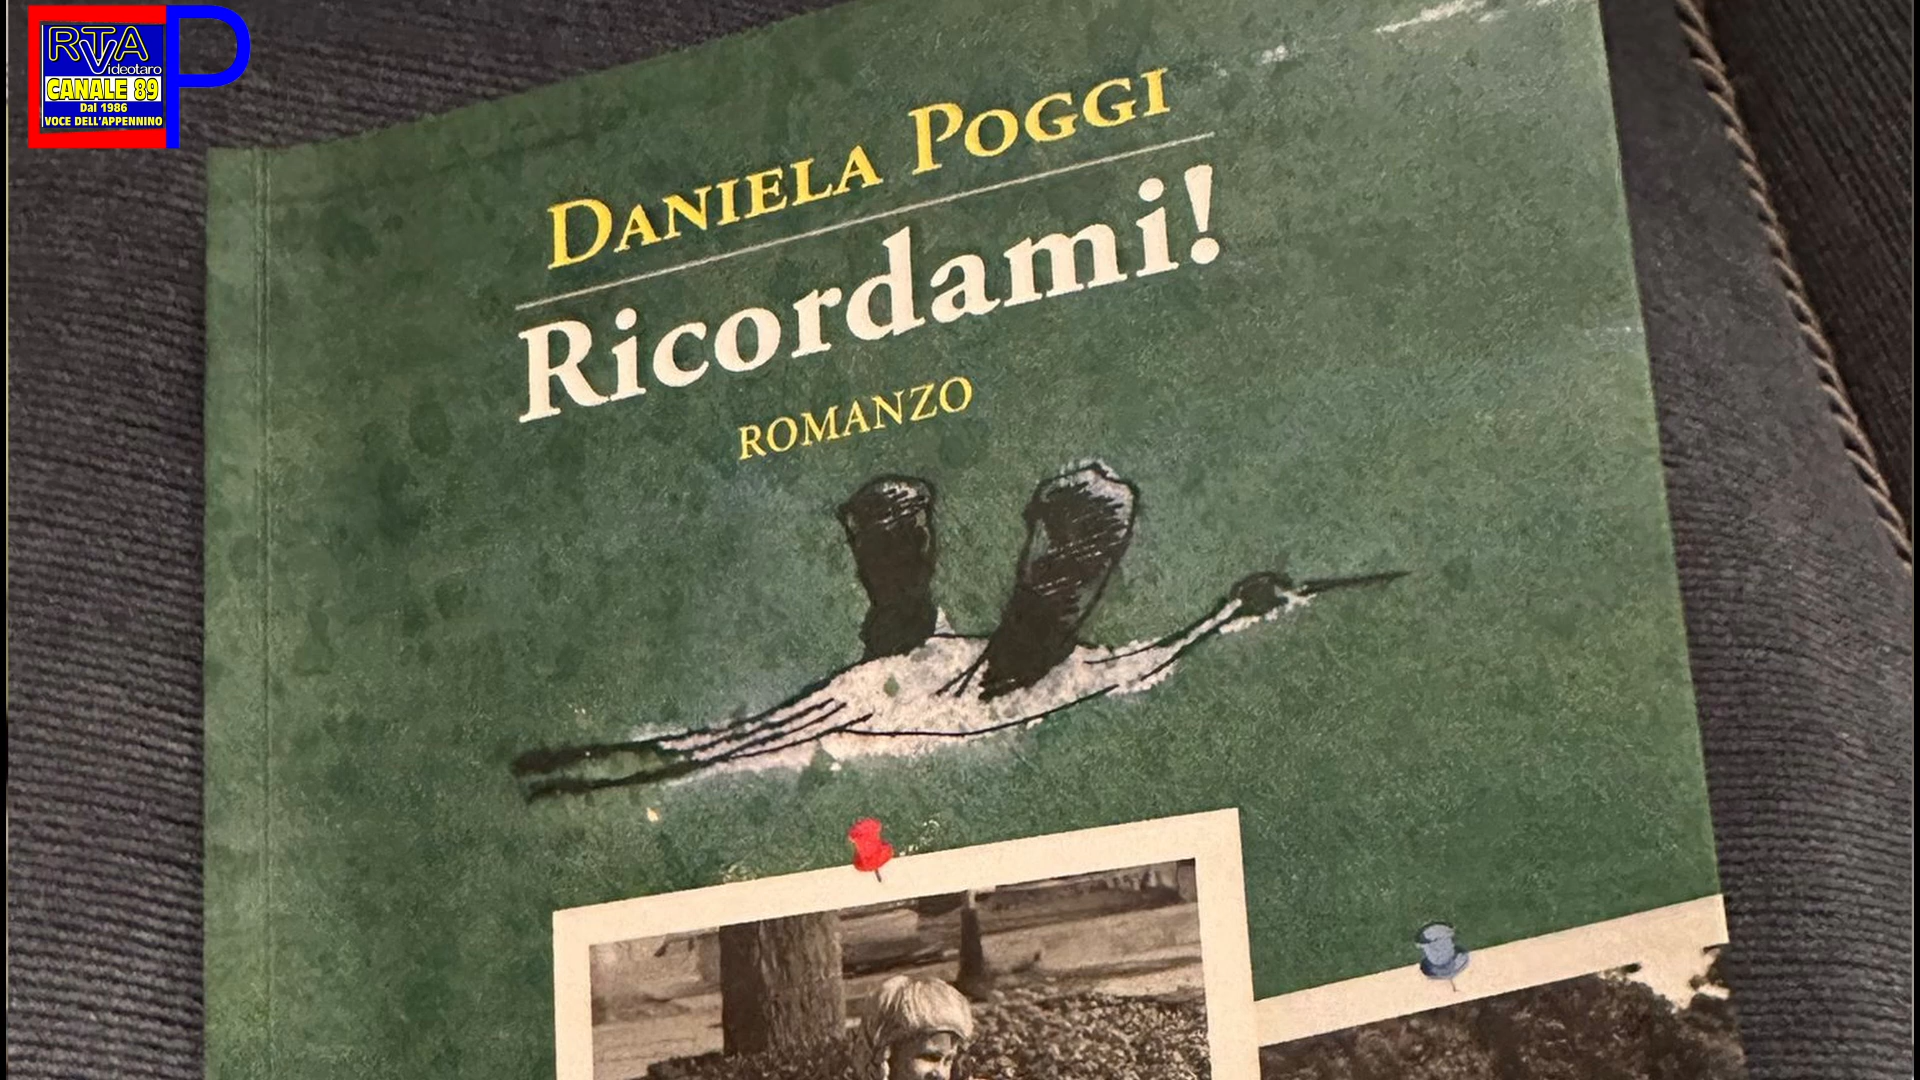 RTA
Videotaro
CANALE 89
Dal 1986
VOCE DELL'APPENNINO
P
DANIELA POGGI
Ricordami!
ROMANZO